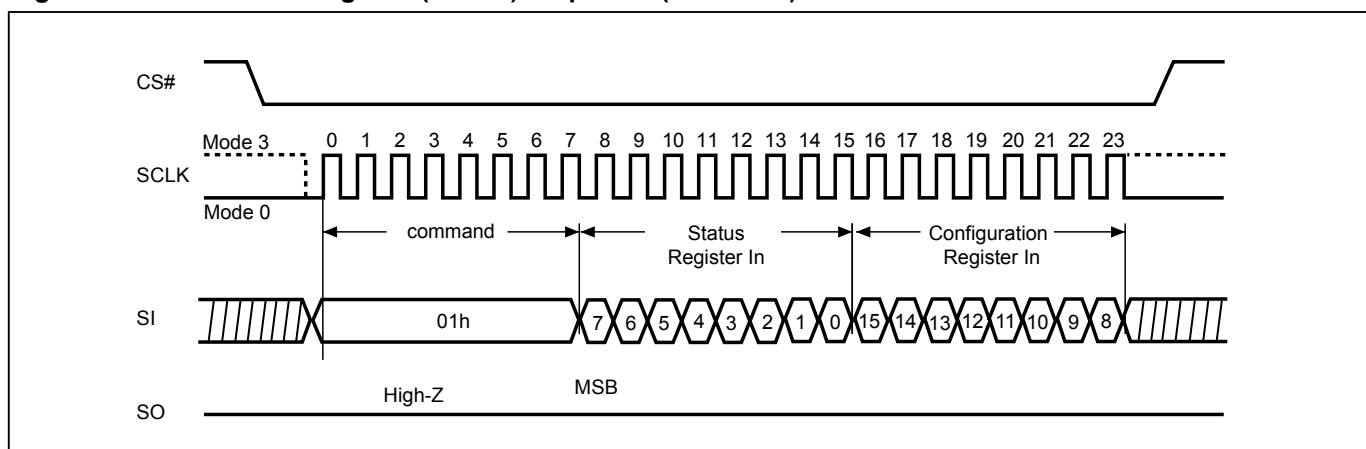 CS#
Mode 3
0 1 2 3 4 5 6 7 8 9 10 11 12 13 14 15 16 17 18 19 20 21 22 23
SCLK
Mode 0
command
Status
Register In
Configuration
Register In
SI
01h
7 6 5 4 3 2 1 0 15 14 13 12 11 10 9 8
High-Z
MSB
SO